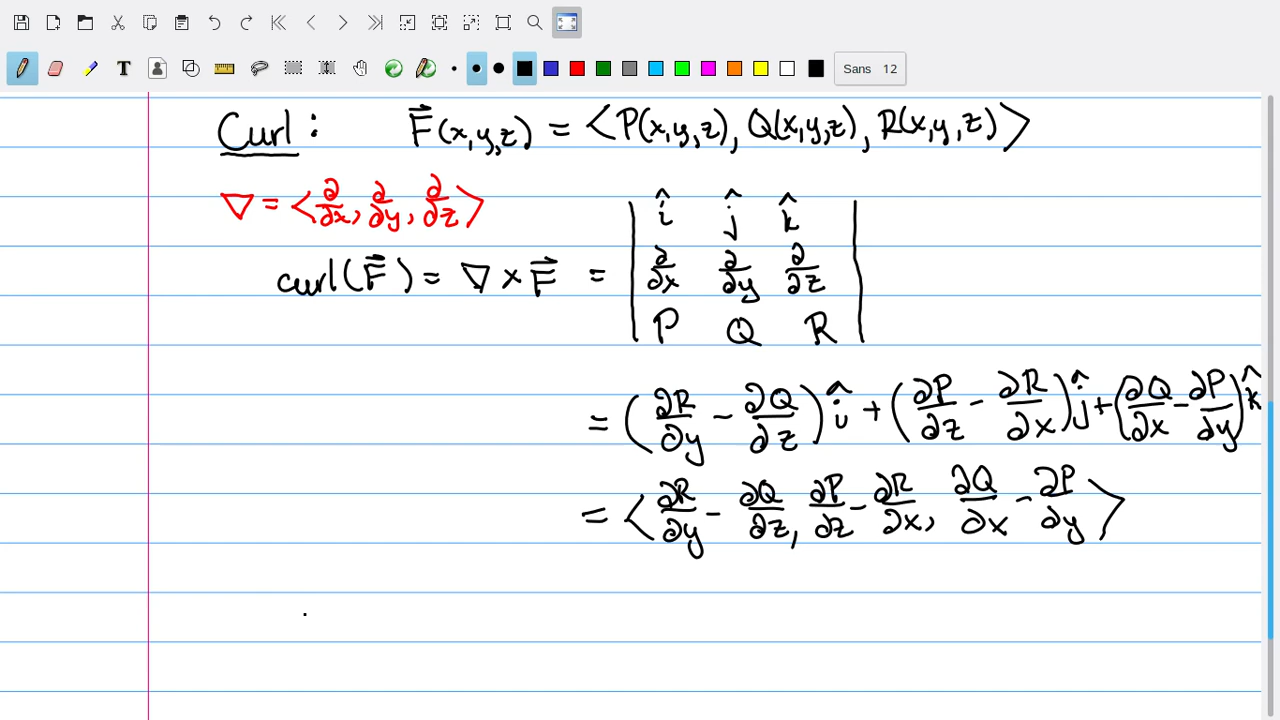 Sans 12
Curl: F⃗(x,y,z) = ⟨P(x,y,z), Q(x,y,z), R(x,y,z)⟩
∇ = ⟨∂/∂x, ∂/∂y, ∂/∂z⟩
î ĵ k̂
curl(F⃗) = ∇ × F⃗ = | ∂/∂x ∂/∂y ∂/∂z |
P Q R
= (∂R/∂y − ∂Q/∂z) î + (∂P/∂z − ∂R/∂x) ĵ + (∂Q/∂x − ∂P/∂y) k̂
= ⟨∂R/∂y − ∂Q/∂z, ∂P/∂z − ∂R/∂x, ∂Q/∂x − ∂P/∂y⟩